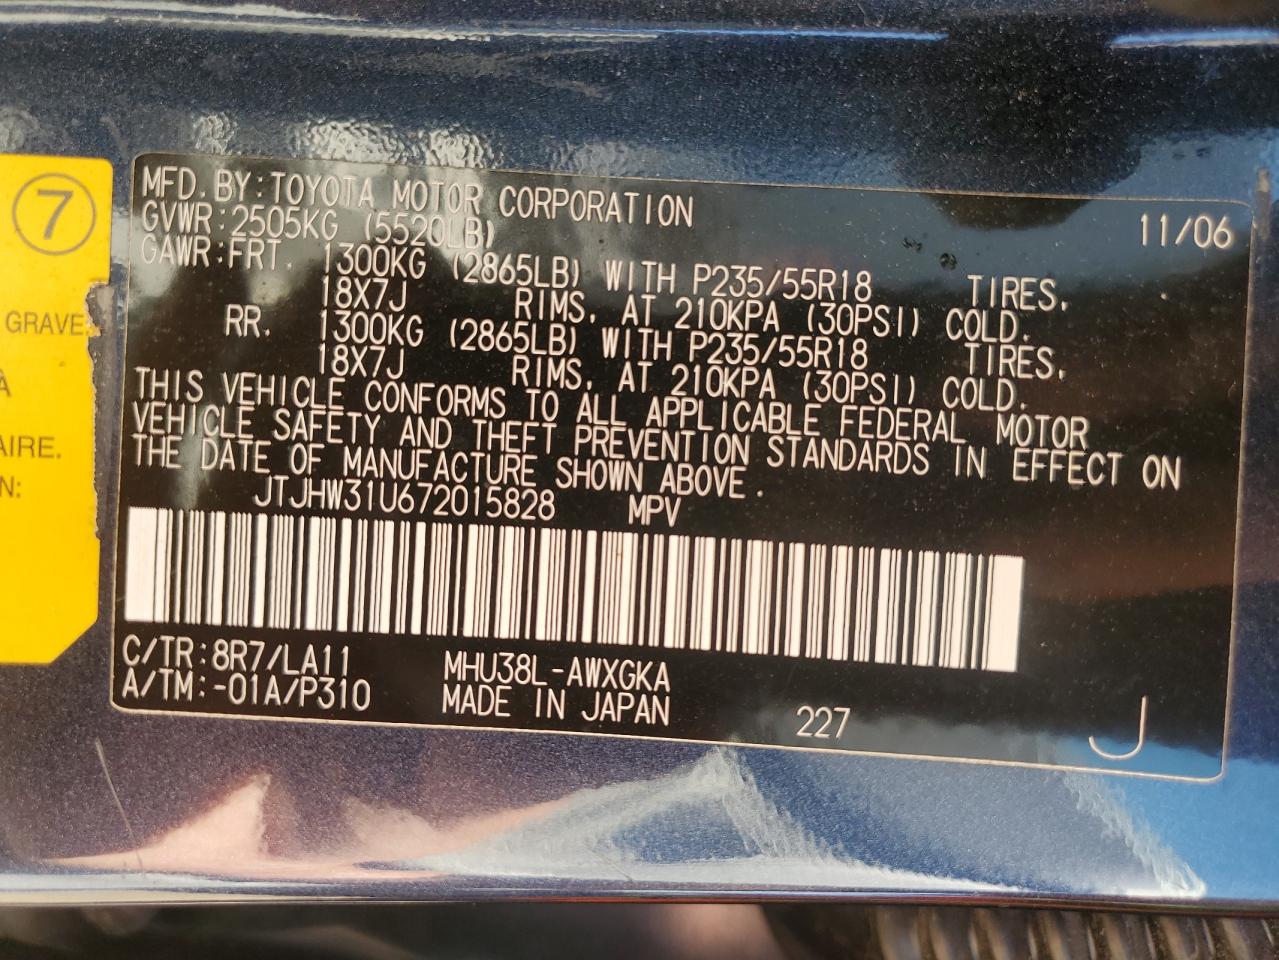 7
GRAVE
À
AIRE.
N:
MFD. BY:TOYOTA MOTOR CORPORATION 11/06
GVWR:2505KG (5520LB)
GAWR:FRT. 1300KG (2865LB) WITH P235/55R18 TIRES,
18X7J RIMS, AT 210KPA (30PSI) COLD.
RR. 1300KG (2865LB) WITH P235/55R18 TIRES,
18X7J RIMS, AT 210KPA (30PSI) COLD.
THIS VEHICLE CONFORMS TO ALL APPLICABLE FEDERAL MOTOR
VEHICLE SAFETY AND THEFT PREVENTION STANDARDS IN EFFECT ON
THE DATE OF MANUFACTURE SHOWN ABOVE.
JTJHW31U672015828 MPV
C/TR:8R7/LA11 MHU38L-AWXGKA
A/TM:-01A/P310 MADE IN JAPAN 227 J